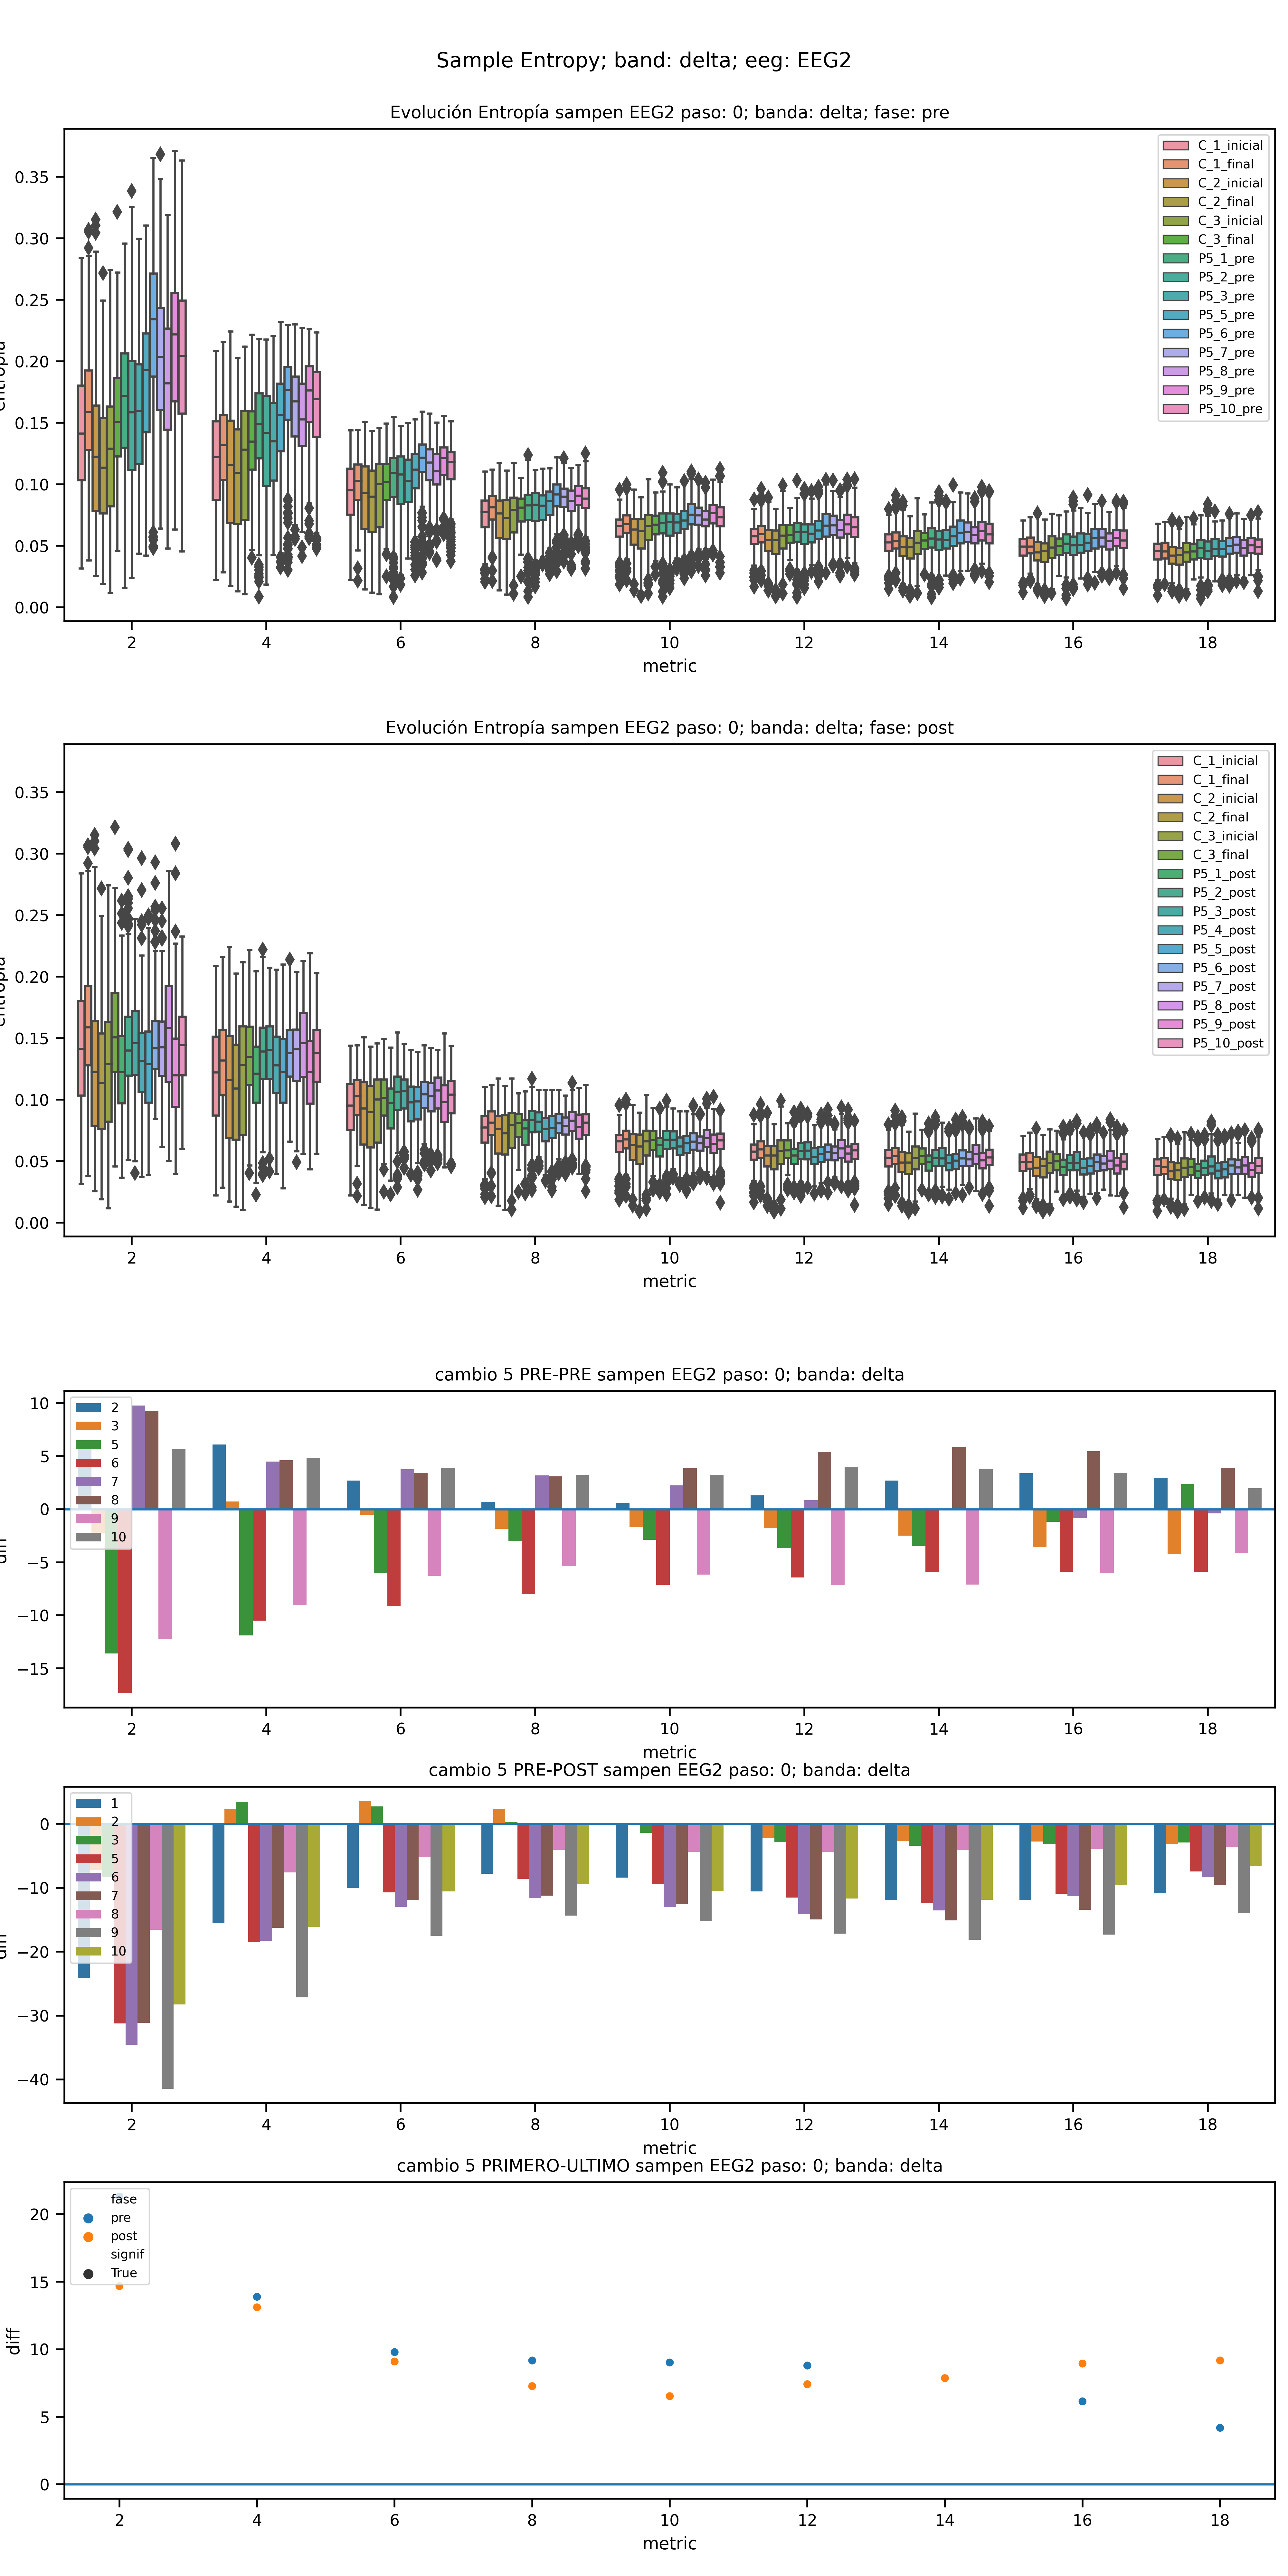 Sample Entropy; band: delta; eeg: EEG2
Evolución Entropía sampen EEG2 paso: 0; banda: delta; fase: pre
0.35
0.30
0.25
0.20
0.15
0.10
0.05
0.00
C_1_inicial
C_1_final
C_2_inicial
C_2_final
C_3_inicial
C_3_final
P5_1_pre
P5_2_pre
P5_3_pre
P5_5_pre
P5_6_pre
P5_7_pre
P5_8_pre
P5_9_pre
P5_10_pre
2 4 6 8 10 12 14 16 18
metric
Evolución Entropía sampen EEG2 paso: 0; banda: delta; fase: post
0.35
0.30
0.25
0.20
0.15
0.10
0.05
0.00
C_1_inicial
C_1_final
C_2_inicial
C_2_final
C_3_inicial
C_3_final
P5_1_post
P5_2_post
P5_3_post
P5_4_post
P5_5_post
P5_6_post
P5_7_post
P5_8_post
P5_9_post
P5_10_post
2 4 6 8 10 12 14 16 18
metric
cambio 5 PRE-PRE sampen EEG2 paso: 0; banda: delta
10
5
0
−5
−10
−15
2
3
5
6
7
8
9
10
2 4 6 8 10 12 14 16 18
metric
cambio 5 PRE-POST sampen EEG2 paso: 0; banda: delta
0
−10
−20
−30
−40
1
2
3
5
6
7
8
9
10
2 4 6 8 10 12 14 16 18
metric
cambio 5 PRIMERO-ULTIMO sampen EEG2 paso: 0; banda: delta
diff
20
15
10
5
0
fase
pre
post
signif
True
2 4 6 8 10 12 14 16 18
metric